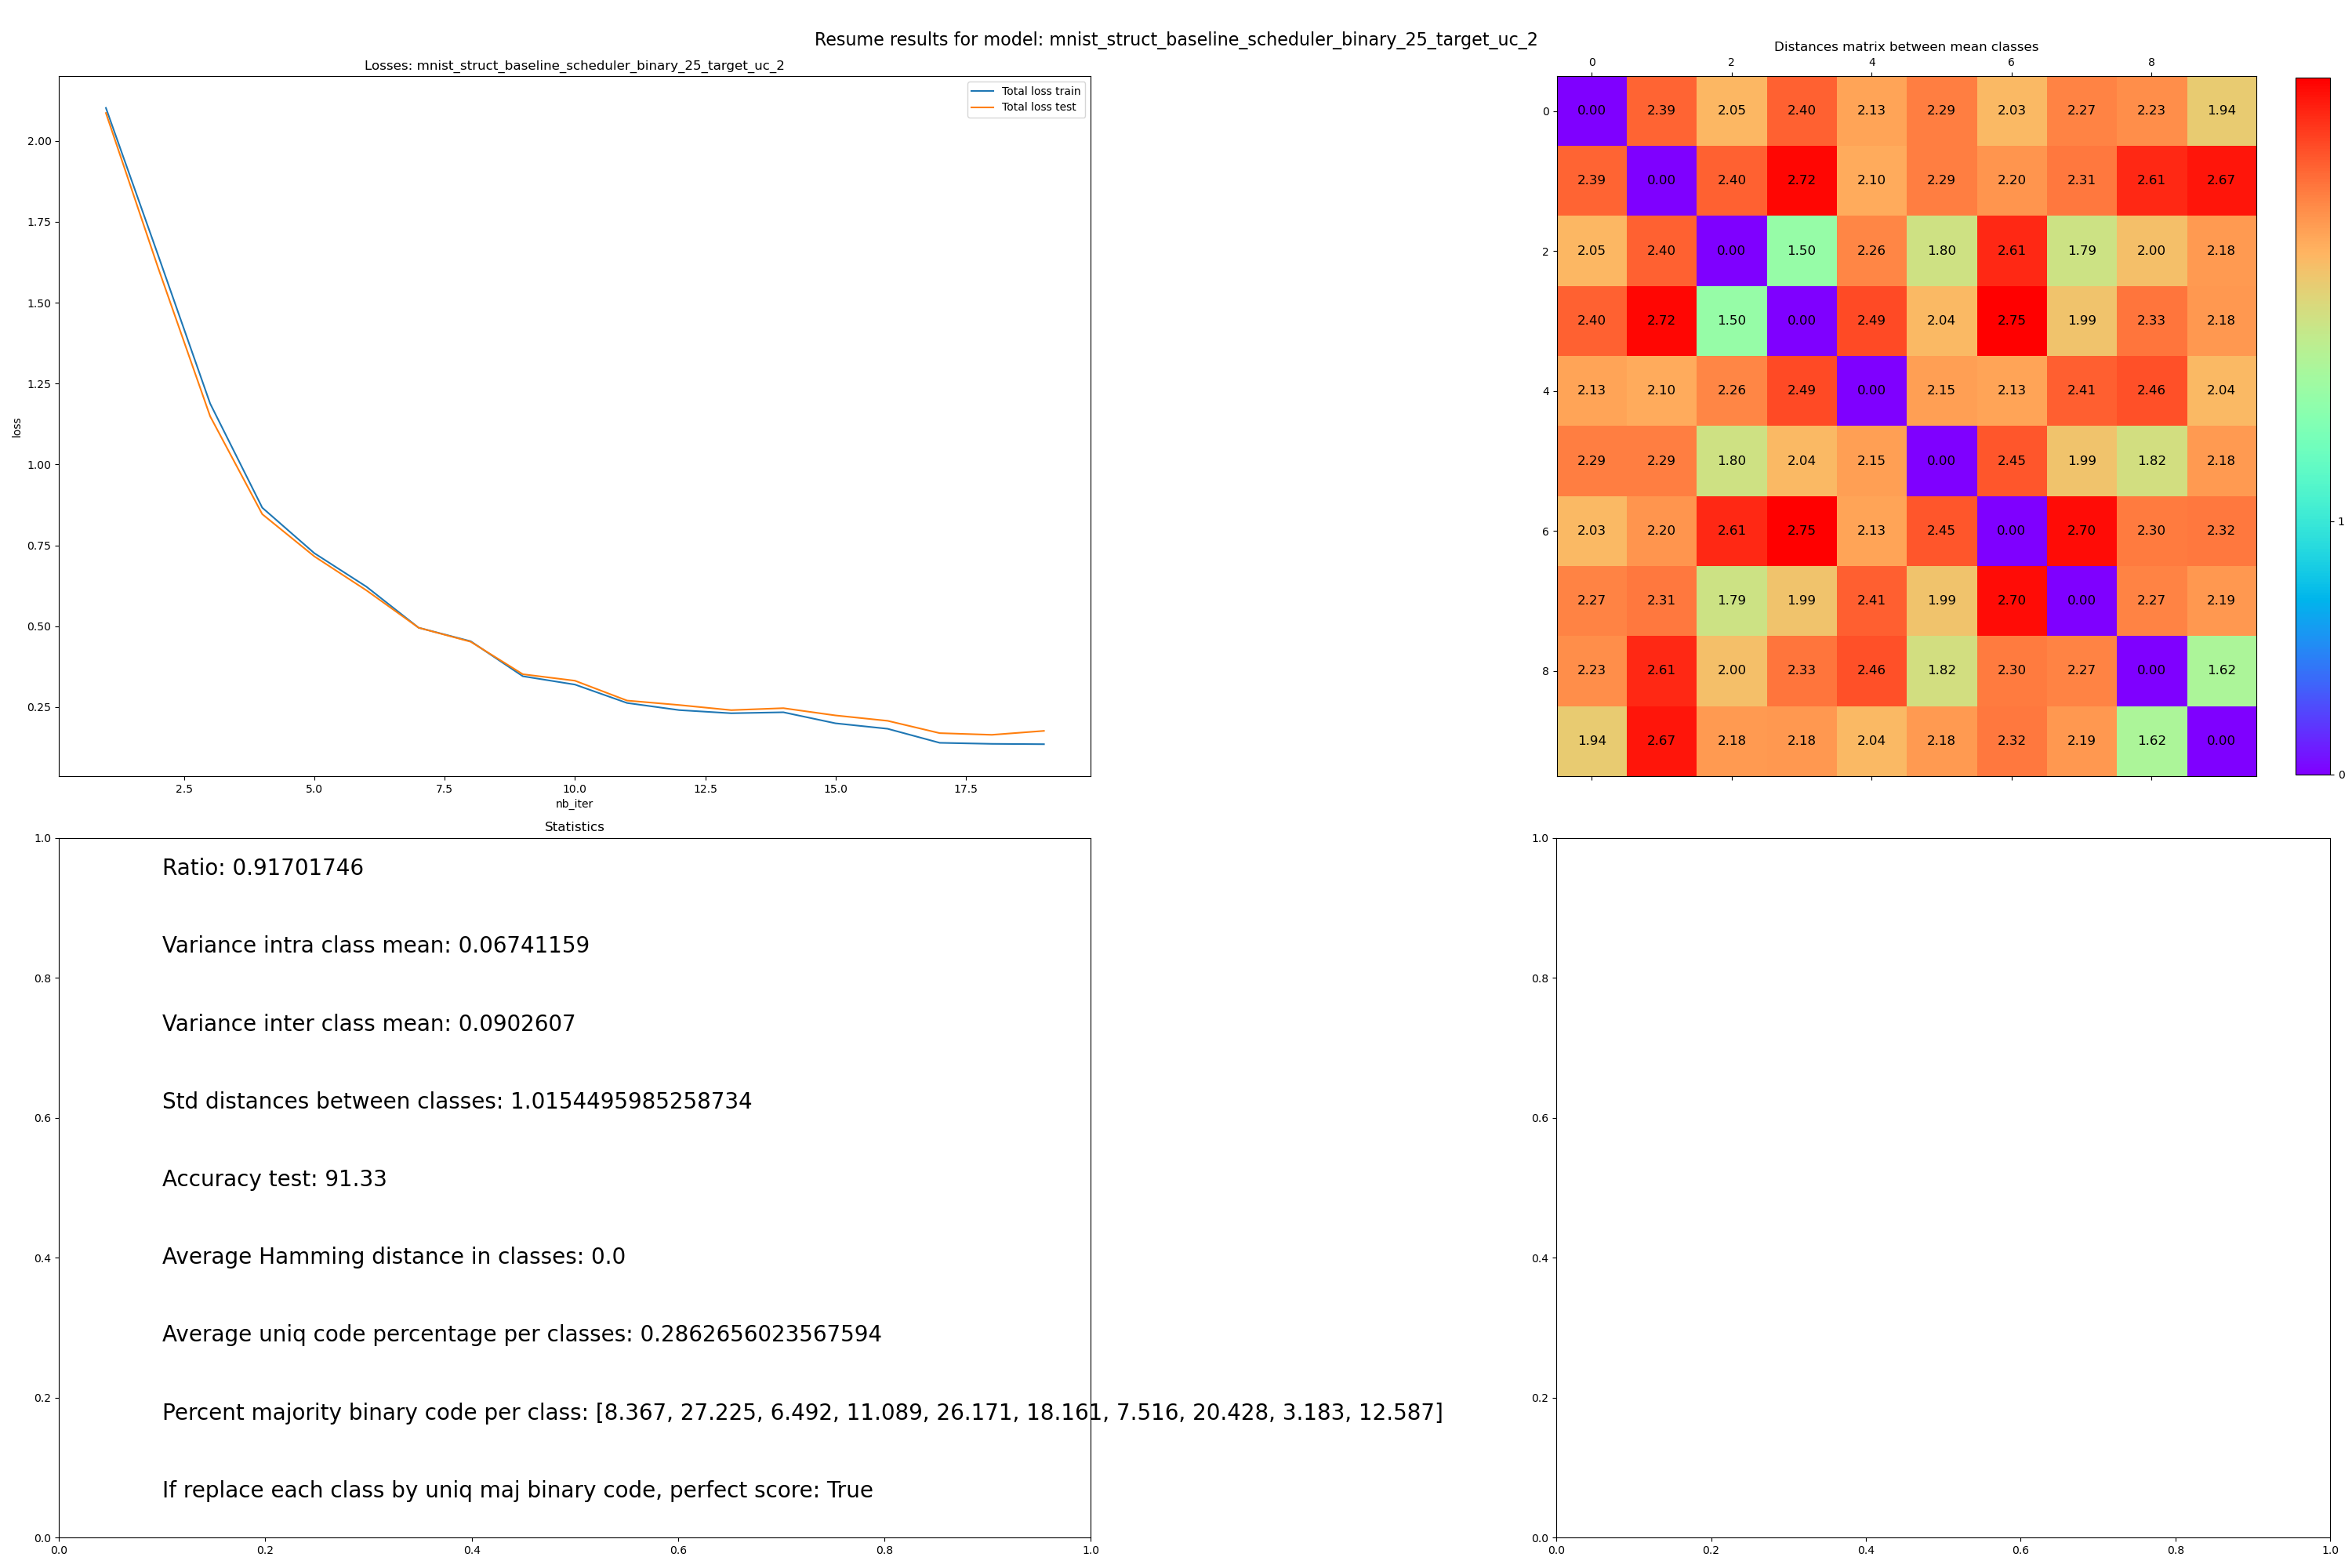 Resume results for model: mnist_struct_baseline_scheduler_binary_25_target_uc_2
Losses: mnist_struct_baseline_scheduler_binary_25_target_uc_2
Total loss train
Total loss test
2.00
1.75
1.50
1.25
1.00
0.75
0.50
0.25
loss
2.5 5.0 7.5 10.0 12.5 15.0 17.5
nb_iter
Distances matrix between mean classes
0 2 4 6 8
0 0.00 2.39 2.05 2.40 2.13 2.29 2.03 2.27 2.23 1.94
2.39 0.00 2.40 2.72 2.10 2.29 2.20 2.31 2.61 2.67
2 2.05 2.40 0.00 1.50 2.26 1.80 2.61 1.79 2.00 2.18
2.40 2.72 1.50 0.00 2.49 2.04 2.75 1.99 2.33 2.18
4 2.13 2.10 2.26 2.49 0.00 2.15 2.13 2.41 2.46 2.04
2.29 2.29 1.80 2.04 2.15 0.00 2.45 1.99 1.82 2.18
6 2.03 2.20 2.61 2.75 2.13 2.45 0.00 2.70 2.30 2.32
2.27 2.31 1.79 1.99 2.41 1.99 2.70 0.00 2.27 2.19
8 2.23 2.61 2.00 2.33 2.46 1.82 2.30 2.27 0.00 1.62
1.94 2.67 2.18 2.18 2.04 2.18 2.32 2.19 1.62 0.00
1
0
Statistics
1.0
0.8
0.6
0.4
0.2
0.0
Ratio: 0.91701746
Variance intra class mean: 0.06741159
Variance inter class mean: 0.0902607
Std distances between classes: 1.0154495985258734
Accuracy test: 91.33
Average Hamming distance in classes: 0.0
Average uniq code percentage per classes: 0.2862656023567594
Percent majority binary code per class: [8.367, 27.225, 6.492, 11.089, 26.171, 18.161, 7.516, 20.428, 3.183, 12.587]
If replace each class by uniq maj binary code, perfect score: True
0.0 0.2 0.4 0.6 0.8 1.0
1.0
0.8
0.6
0.4
0.2
0.0
0.0 0.2 0.4 0.6 0.8 1.0